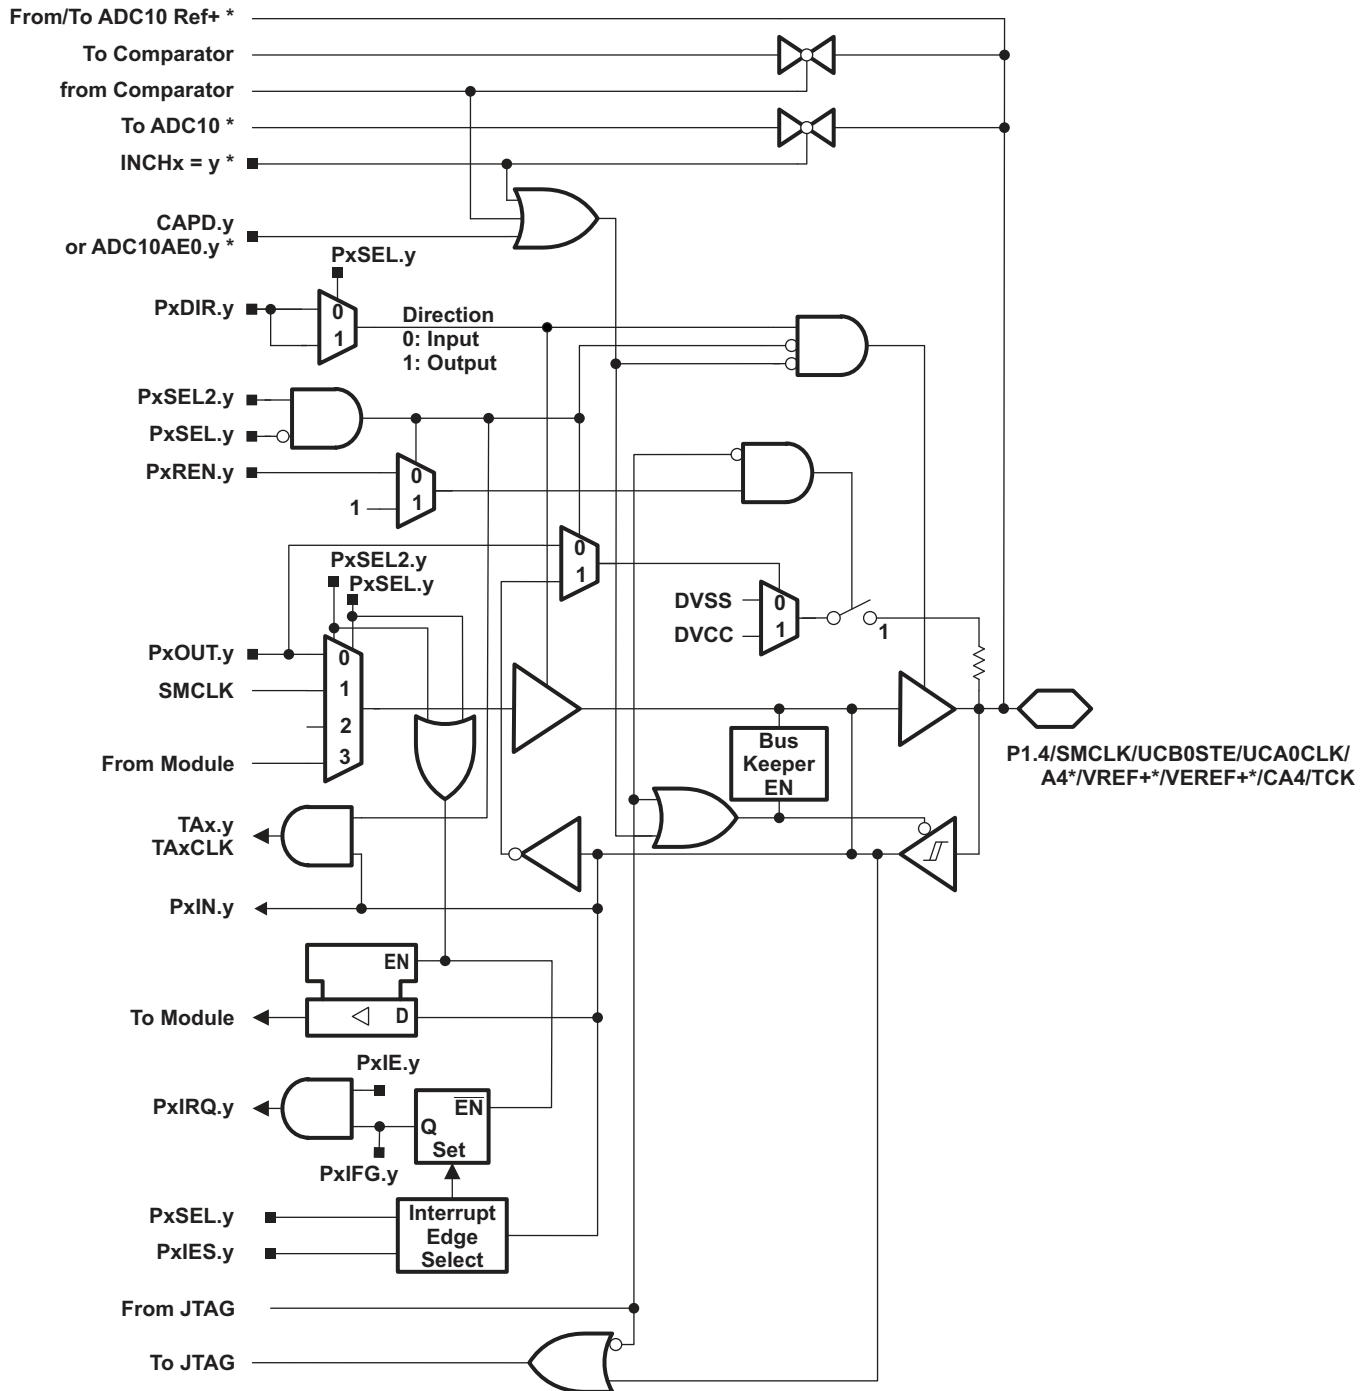 From/To ADC10 Ref+ *
To Comparator
from Comparator
To ADC10 *
INCHx = y *
CAPD.y
or ADC10AE0.y *
PxSEL.y
PxDIR.y
0
1
Direction
0: Input
1: Output
PxSEL2.y
PxSEL.y
PxREN.y
0
1
1
0
1
PxSEL2.y
PxSEL.y
DVSS
DVCC
0
1
1
PxOUT.y
SMCLK
From Module
0
1
2
3
Bus
Keeper
EN
P1.4/SMCLK/UCB0STE/UCA0CLK/
A4*/VREF+*/VEREF+*/CA4/TCK
TAx.y
TAxCLK
PxIN.y
EN
D
To Module
PxIE.y
PxIRQ.y
EN
Q
Set
PxIFG.y
PxSEL.y
PxIES.y
Interrupt
Edge
Select
From JTAG
To JTAG